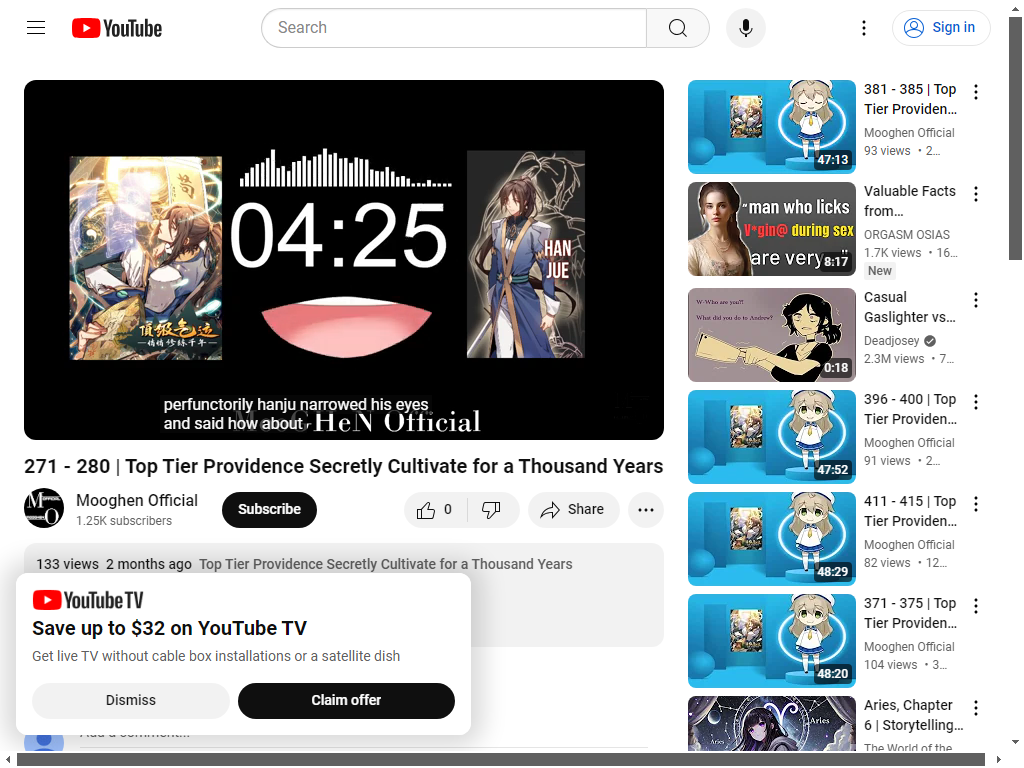 YouTube
Search
Sign in
04:25
HAN
JUE
頂級气运
perfunctorily hanju narrowed his eyes
and said how about
HeN Official
271 - 280 | Top Tier Providence Secretly Cultivate for a Thousand Years
Mooghen Official
1.25K subscribers
Subscribe
0
Share
133 views 2 months ago Top Tier Providence Secretly Cultivate for a Thousand Years
YouTube TV
Save up to $32 on YouTube TV
Get live TV without cable box installations or a satellite dish
Dismiss
Claim offer
381 - 385 | Top
Tier Providen…
Mooghen Official
93 views • 2…
47:13
"man who licks
V*gin@ during sex
are very
8:17
Valuable Facts
from…
ORGASM OSIAS
1.7K views • 16…
New
W-Who are you?!
What did you do to Andrew?
0:18
Casual
Gaslighter vs…
Deadjosey
2.3M views • 7…
396 - 400 | Top
Tier Providen…
Mooghen Official
91 views • 2…
47:52
411 - 415 | Top
Tier Providen…
Mooghen Official
82 views • 12…
48:29
371 - 375 | Top
Tier Providen…
Mooghen Official
104 views • 3…
48:20
Aries
Aries
Aries, Chapter
6 | Storytelling…
The World of the